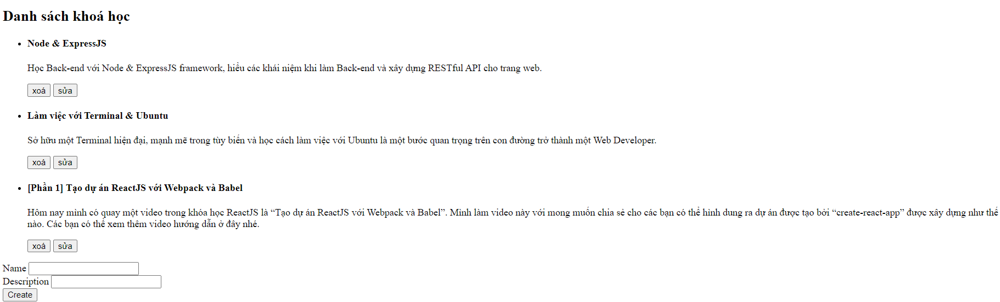 Danh sách khoá học
Node & ExpressJS
Học Back-end với Node & ExpressJS framework, hiểu các khái niệm khi làm Back-end và xây dựng RESTful API cho trang web.
xoá sửa
Làm việc với Terminal & Ubuntu
Sở hữu một Terminal hiện đại, mạnh mẽ trong tùy biến và học cách làm việc với Ubuntu là một bước quan trọng trên con đường trở thành một Web Developer.
xoá sửa
[Phần 1] Tạo dự án ReactJS với Webpack và Babel
Hôm nay mình có quay một video trong khóa học ReactJS là “Tạo dự án ReactJS với Webpack và Babel”. Mình làm video này với mong muốn chia sẻ cho các bạn có thể hình dung ra dự án được tạo bởi “create-react-app” được xây dựng như thế
nào. Các bạn có thể xem thêm video hướng dẫn ở đây nhé.
xoá sửa
Name
Description
Create